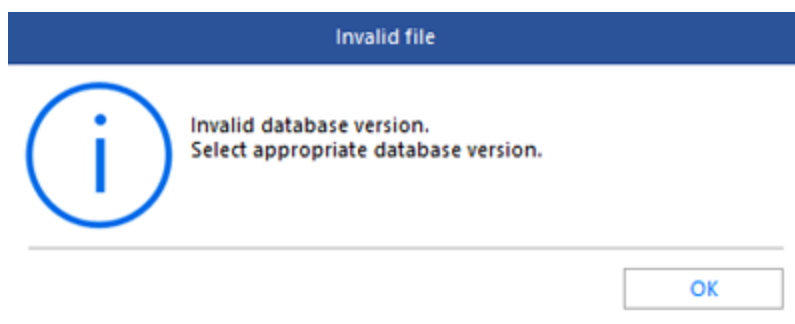 Invalid file
Invalid database version.
Select appropriate database version.
OK